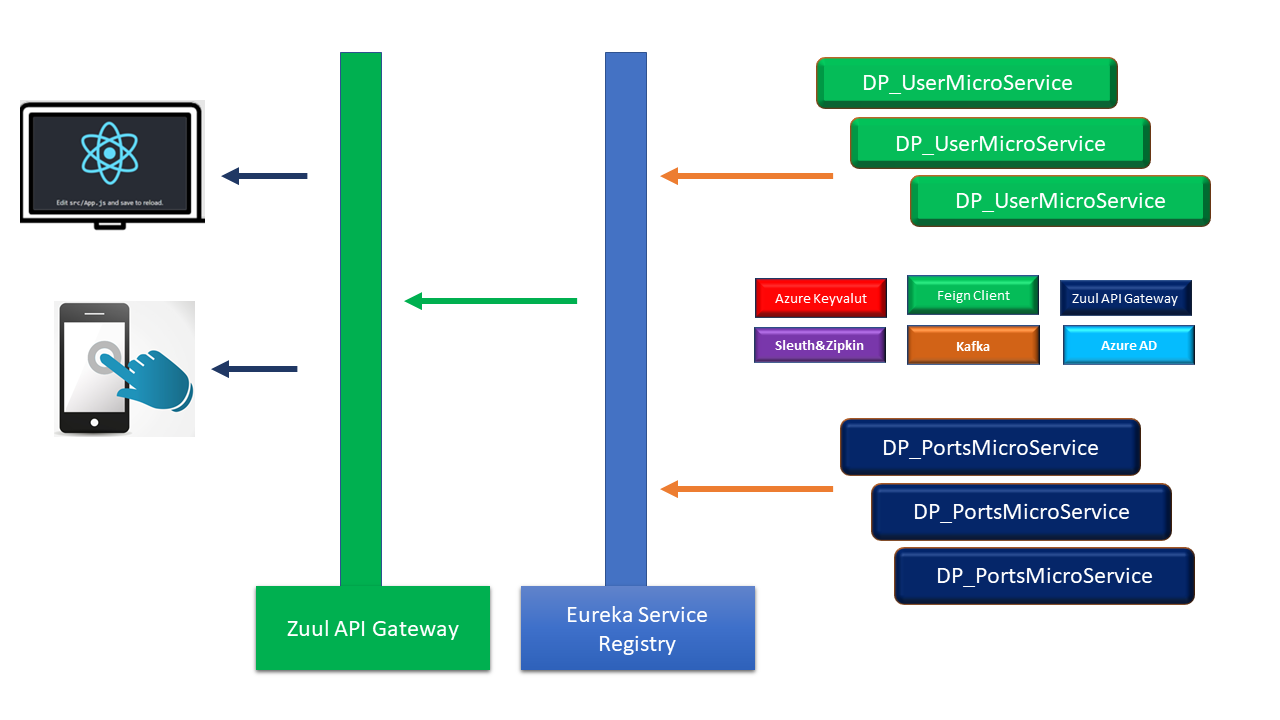 DP_UserMicroService
DP_UserMicroService
DP_UserMicroService
Edit src/App.js and save to reload.
Azure Keyvalut
Feign Client
Zuul API Gateway
Sleuth&Zipkin
Kafka
Azure AD
DP_PortsMicroService
DP_PortsMicroService
DP_PortsMicroService
Zuul API Gateway
Eureka Service
Registry